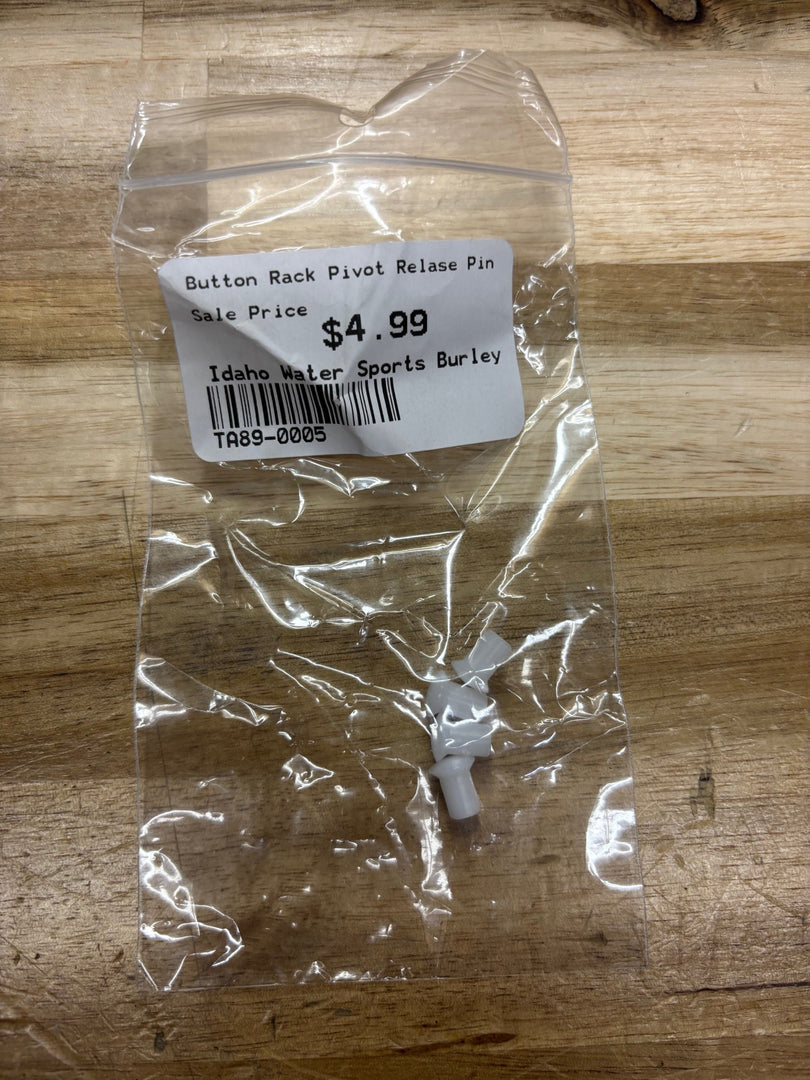 Button Rack Pivot Relase Pin
Sale Price
$4.99
Idaho Water Sports Burley
TA89-0005